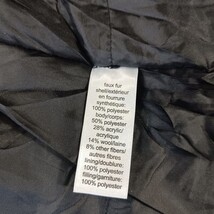 faux fur
shell/extérieur
en fourrure
synthétique:
100% polyester
body/corps:
50% polyester
28% acrylic/
acrylique
14% wool/laine
8% other fibers/
autres fibres
lining/doublure:
100% polyester
filling/garniture:
100% polyester